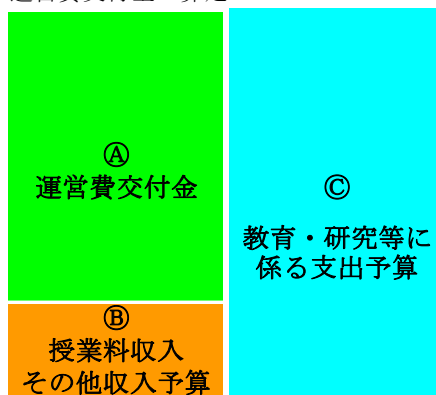 Ⓐ
運営費交付金
Ⓑ
授業料収入
その他収入予算
Ⓒ
教育・研究等に
係る支出予算